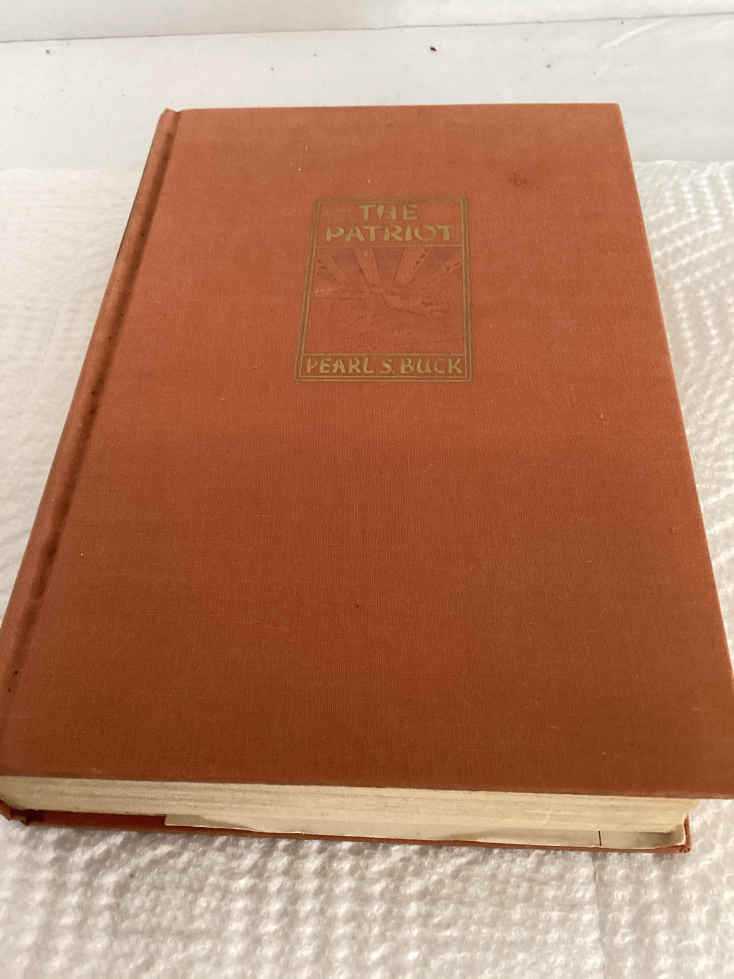 THE
PATRIOT
PEARL S. BUCK